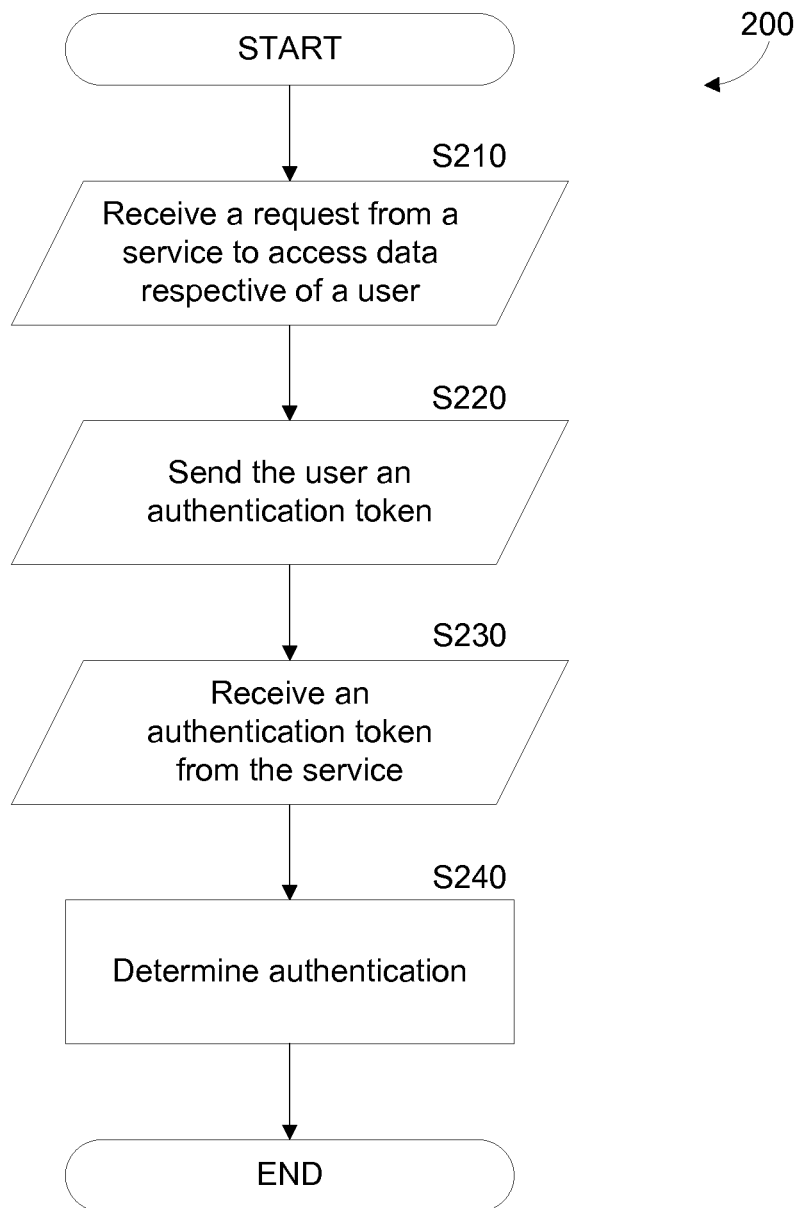 START
200
S210
Receive a request from a
service to access data
respective of a user
S220
Send the user an
authentication token
S230
Receive an
authentication token
from the service
S240
Determine authentication
END